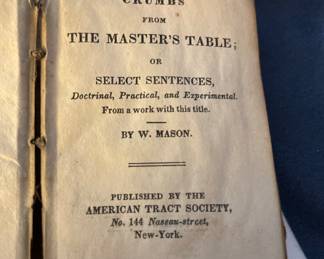 CRUMBS
FROM
THE MASTER'S TABLE;
OR
SELECT SENTENCES,
Doctrinal, Practical, and Experimental.
From a work with this title.
BY W. MASON.
PUBLISHED BY THE
AMERICAN TRACT SOCIETY,
No. 144 Nassau-street,
New-York.